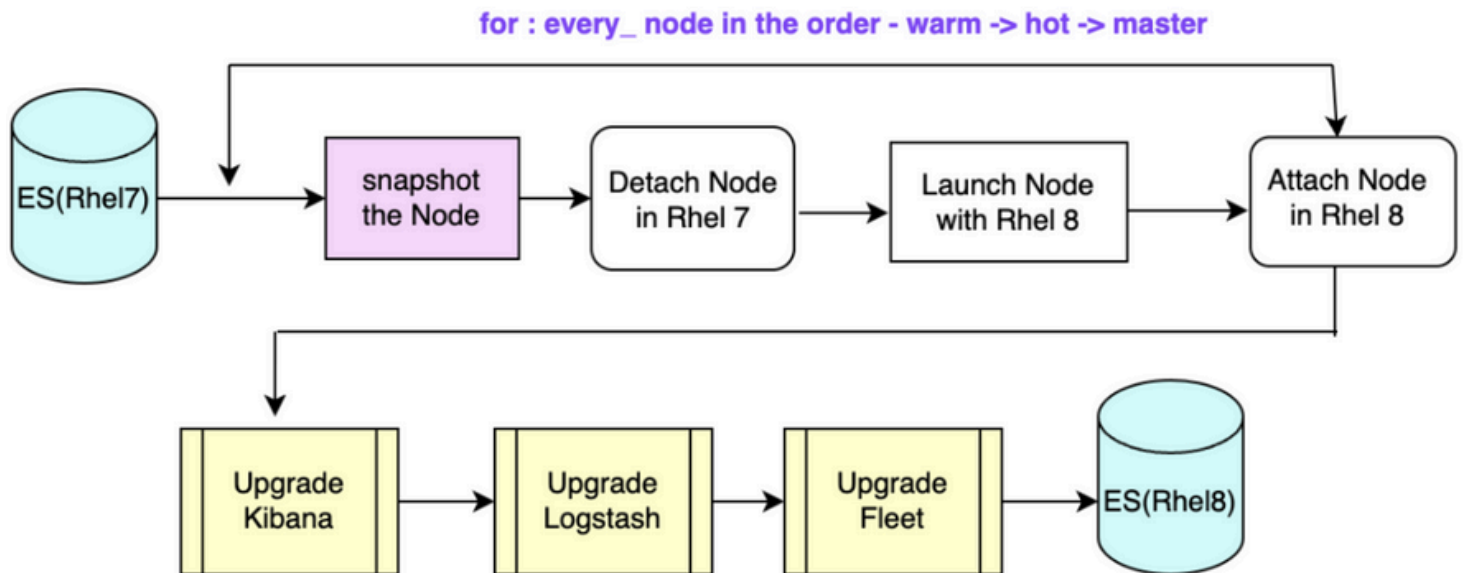 for : every_ node in the order - warm -> hot -> master
ES(Rhel7)
snapshot
the Node
Detach Node
in Rhel 7
Launch Node
with Rhel 8
Attach Node
in Rhel 8
Upgrade
Kibana
Upgrade
Logstash
Upgrade
Fleet
ES(Rhel8)